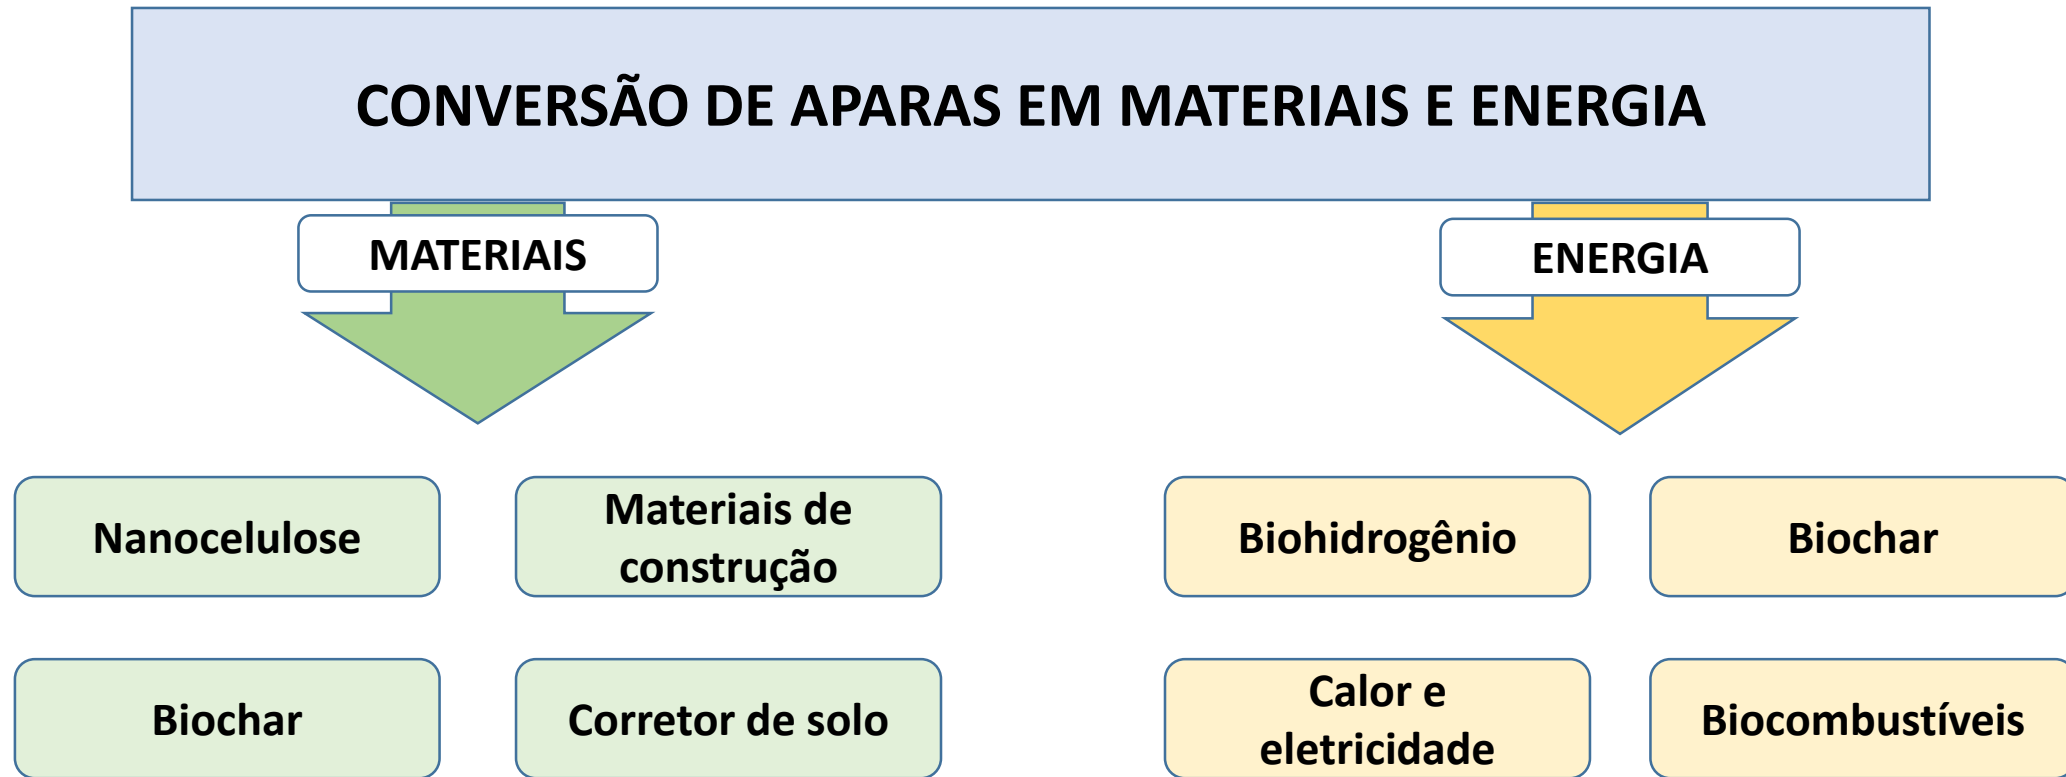 CONVERSÃO DE APARAS EM MATERIAIS E ENERGIA
MATERIAIS
ENERGIA
Nanocelulose
Materiais de
construção
Biohidrogênio
Biochar
Biochar
Corretor de solo
Calor e
eletricidade
Biocombustíveis